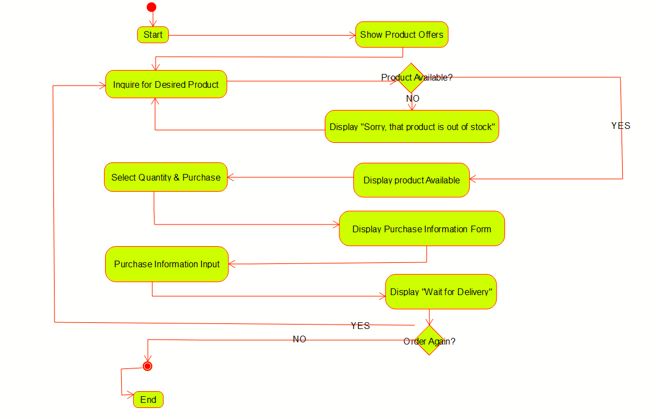 Start
Show Product Offers
Inquire for Desired Product
Product Available?
NO
Display "Sorry, that product is out of stock"
YES
Select Quantity & Purchase
Display product Available
Display Purchase Information Form
Purchase Information Input
Display "Wait for Delivery"
YES
NO
Order Again?
End